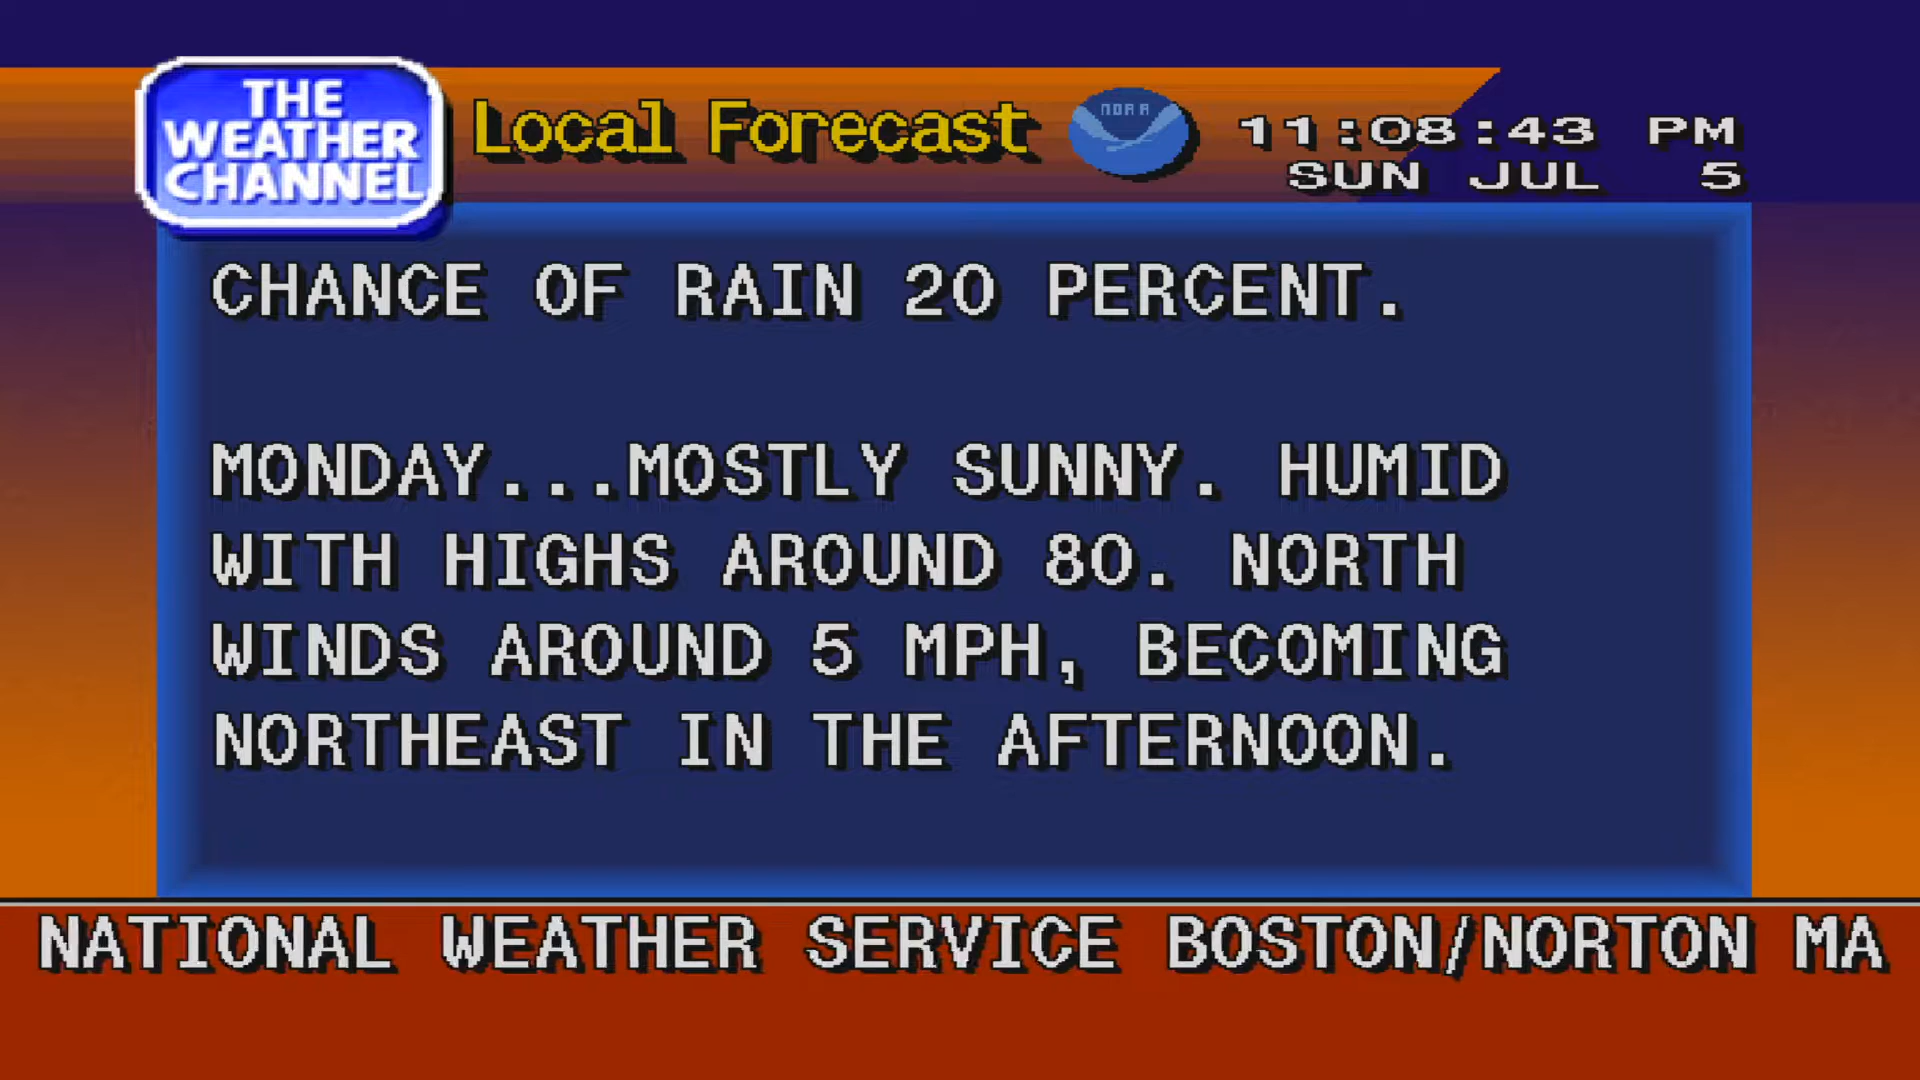 THE
WEATHER
CHANNEL
Local Forecast
NOAA
11:08:43 PM
SUN JUL 5
CHANCE OF RAIN 20 PERCENT.
MONDAY...MOSTLY SUNNY. HUMID
WITH HIGHS AROUND 80. NORTH
WINDS AROUND 5 MPH, BECOMING
NORTHEAST IN THE AFTERNOON.
NATIONAL WEATHER SERVICE BOSTON/NORTON MA